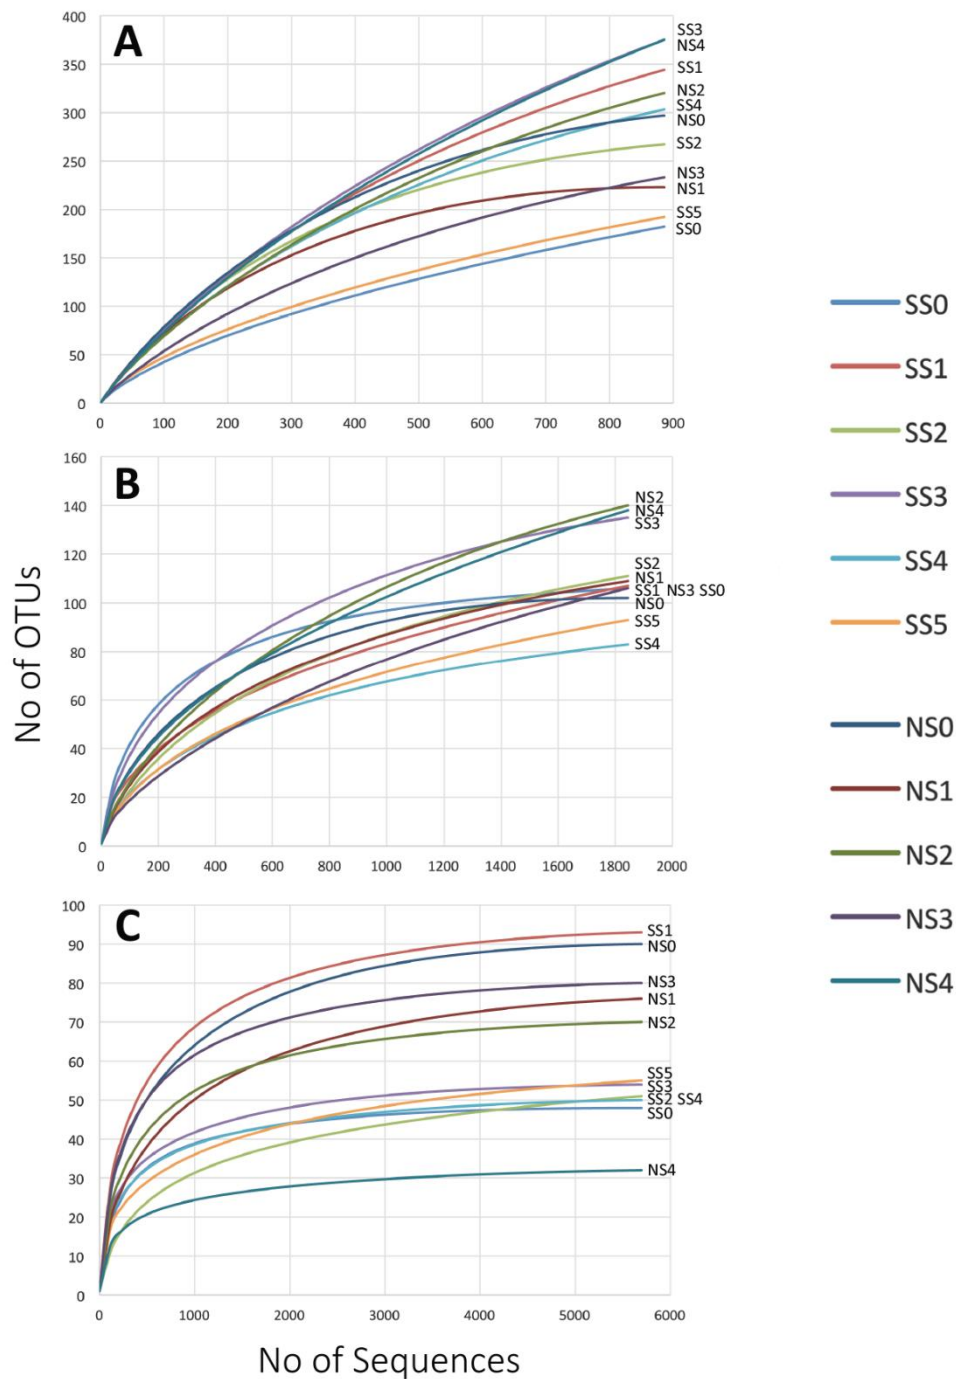 No of OTUs
A
400
350
300
250
200
150
100
50
0
SS3
NS4
SS1
NS2
SS4
NS0
SS2
NS3
NS1
SS5
SS0
0 100 200 300 400 500 600 700 800 900
B
160
140
120
100
80
60
40
20
0
NS2
NS4
SS3
SS2
NS1
SS1 NS3 SS0
NS0
SS5
SS4
0 200 400 600 800 1000 1200 1400 1600 1800 2000
C
100
90
80
70
60
50
40
30
20
10
0
SS1
NS0
NS3
NS1
NS2
SS5
SS3
SS2 SS4
SS0
NS4
0 1000 2000 3000 4000 5000 6000
No of Sequences
SS0
SS1
SS2
SS3
SS4
SS5
NS0
NS1
NS2
NS3
NS4